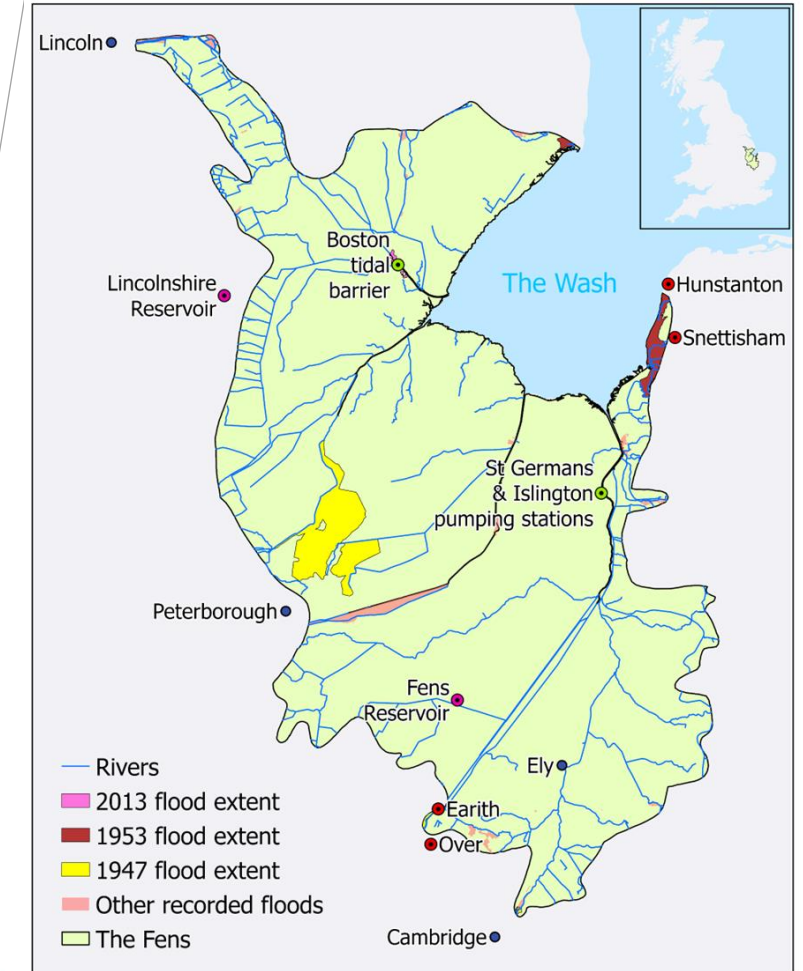 Lincoln
Boston
tidal
barrier
Lincolnshire
Reservoir
The Wash
Hunstanton
Snettisham
St Germans
& Islington
pumping stations
Peterborough
Fens
Reservoir
Ely
Earith
Over
Cambridge
Rivers
2013 flood extent
1953 flood extent
1947 flood extent
Other recorded floods
The Fens